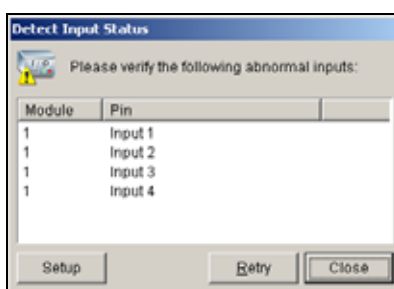 Detect Input Status
Please verify the following abnormal inputs:
Module Pin
1 Input 1
1 Input 2
1 Input 3
1 Input 4
Setup Retry Close